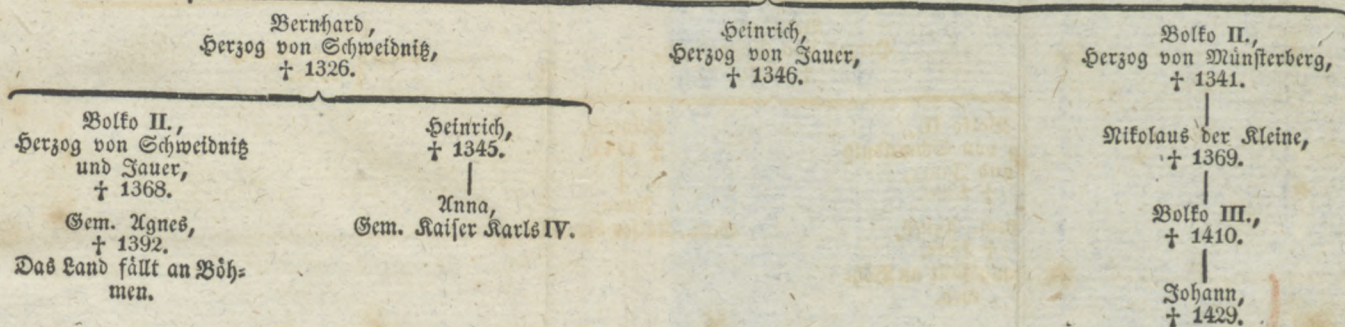 Bernhard,
Herzog von Schweidnitz,
† 1326.
Bolko II.,
Herzog von Schweidnitz
und Jauer,
† 1368.
Gem. Agnes,
† 1392.
Das Land fällt an Böh-
men.
Heinrich,
† 1345.
Anna,
Gem. Kaiser Karls IV.
Heinrich,
Herzog von Jauer,
† 1346.
Bolko II.,
Herzog von Münsterberg,
† 1341.
Nikolaus der Kleine,
† 1369.
Bolko III.,
† 1410.
Johann,
† 1429.